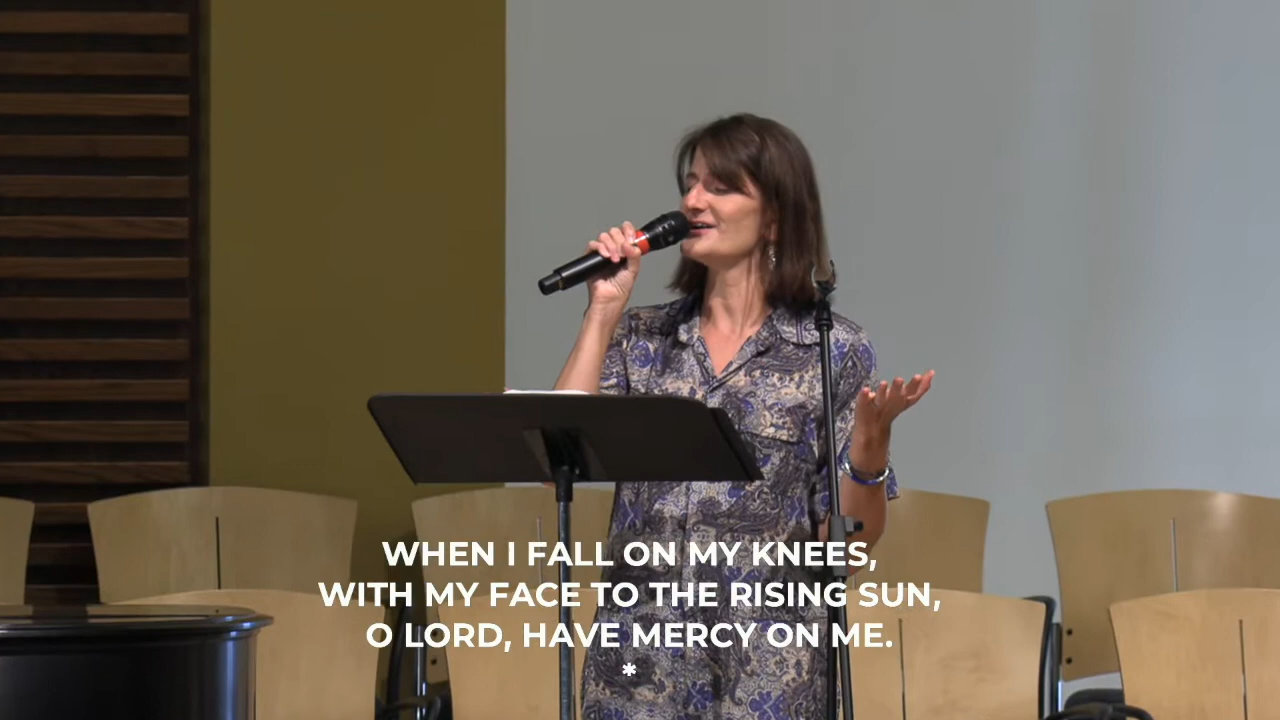 WHEN I FALL ON MY KNEES,
WITH MY FACE TO THE RISING SUN,
O LORD, HAVE MERCY ON ME.
*